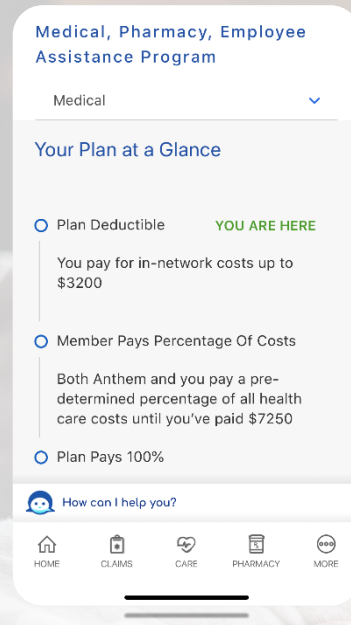 Medical, Pharmacy, Employee
Assistance Program
Medical
Your Plan at a Glance
Plan Deductible
YOU ARE HERE
You pay for in-network costs up to
$3200
Member Pays Percentage Of Costs
Both Anthem and you pay a pre-
determined percentage of all health
care costs until you've paid $7250
Plan Pays 100%
How can I help you?
HOME
CLAIMS
CARE
PHARMACY
MORE